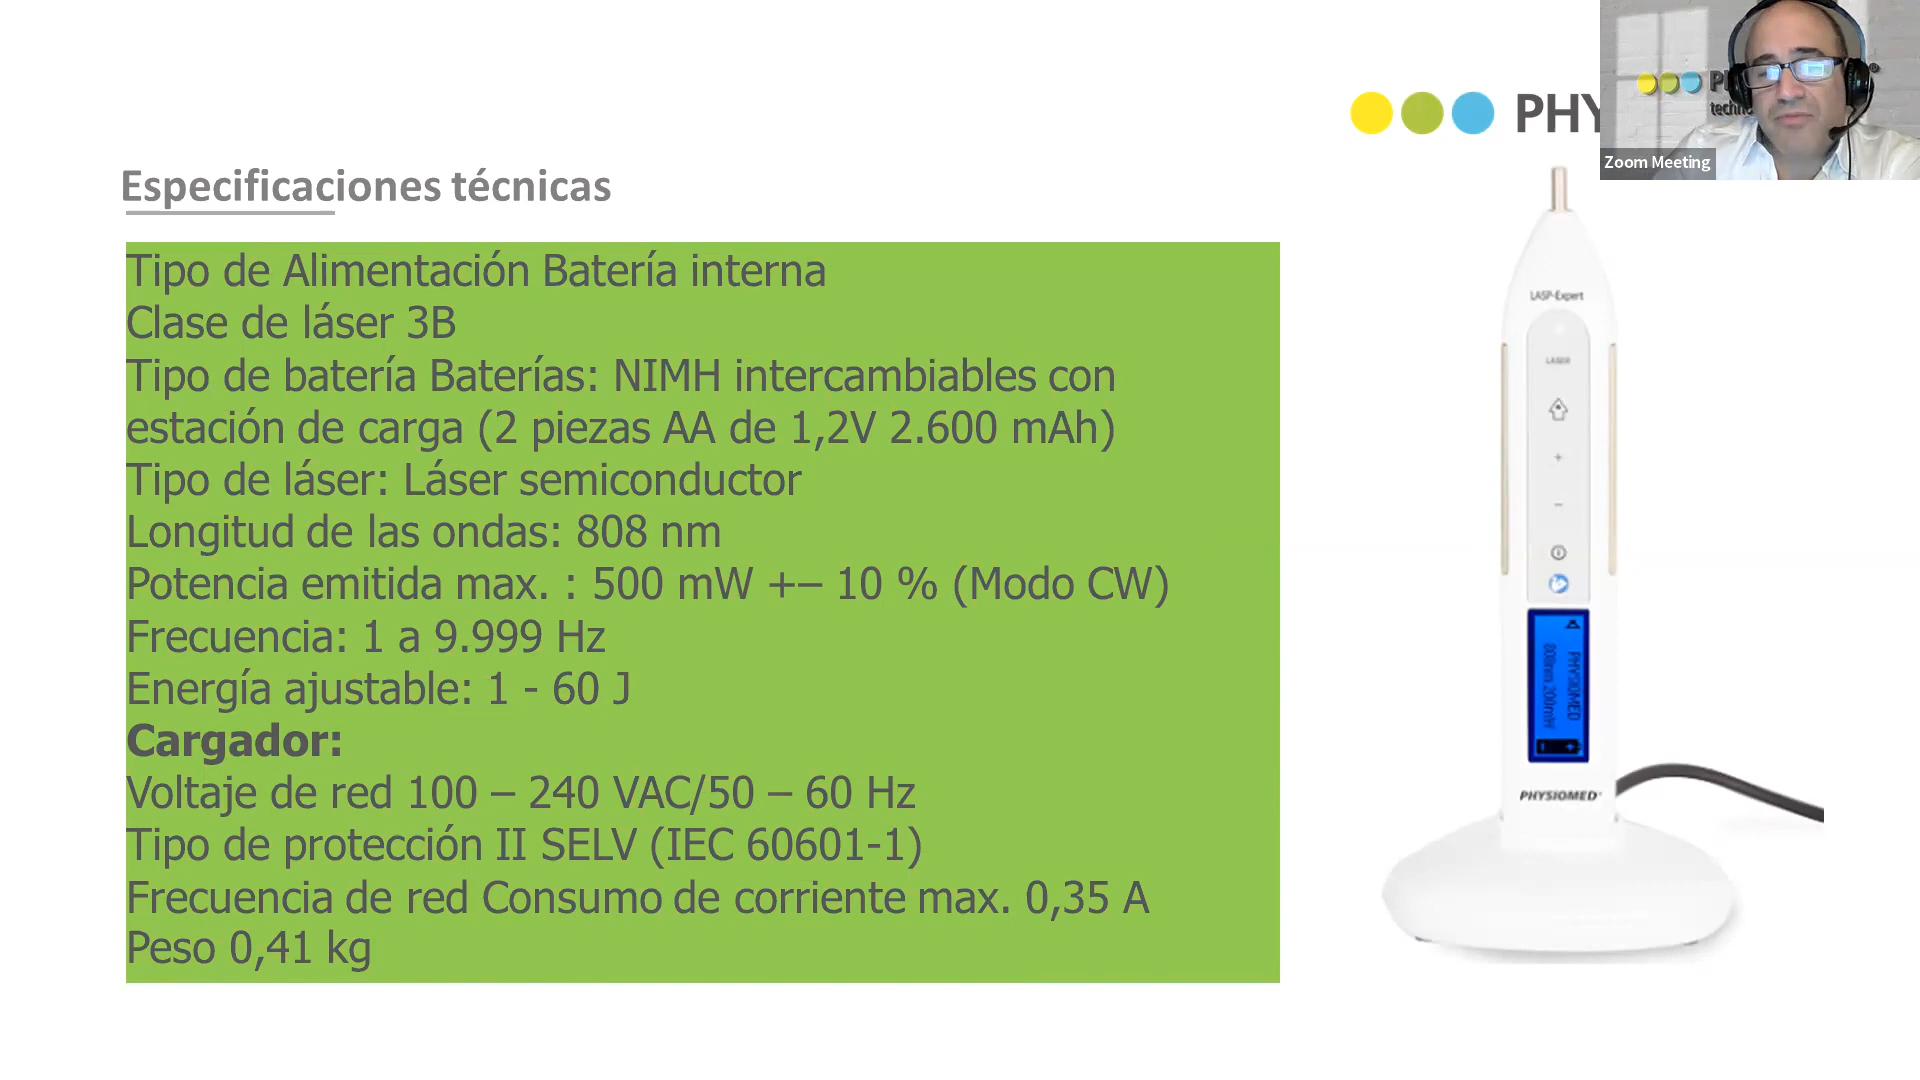 PHY
Zoom Meeting
Especificaciones técnicas
Tipo de Alimentación Batería interna
Clase de láser 3B
Tipo de batería Baterías: NIMH intercambiables con
estación de carga (2 piezas AA de 1,2V 2.600 mAh)
Tipo de láser: Láser semiconductor
Longitud de las ondas: 808 nm
Potencia emitida max. : 500 mW +– 10 % (Modo CW)
Frecuencia: 1 a 9.999 Hz
Energía ajustable: 1 - 60 J
Cargador:
Voltaje de red 100 – 240 VAC/50 – 60 Hz
Tipo de protección II SELV (IEC 60601-1)
Frecuencia de red Consumo de corriente max. 0,35 A
Peso 0,41 kg
LASP-Expert
LASER
+
–
PHYSIOMED
808nm 200mW
PHYSIOMED